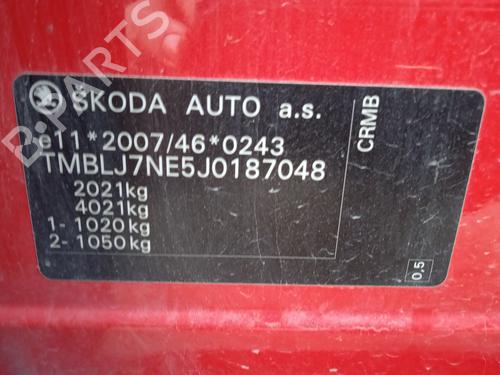 B-PARTS
ŠKODA AUTO a.s.
e11*2007/46*0243
TMBLJ7NE5J0187048
2021kg
4021kg
1- 1020kg
2- 1050kg
CRMB
0.5